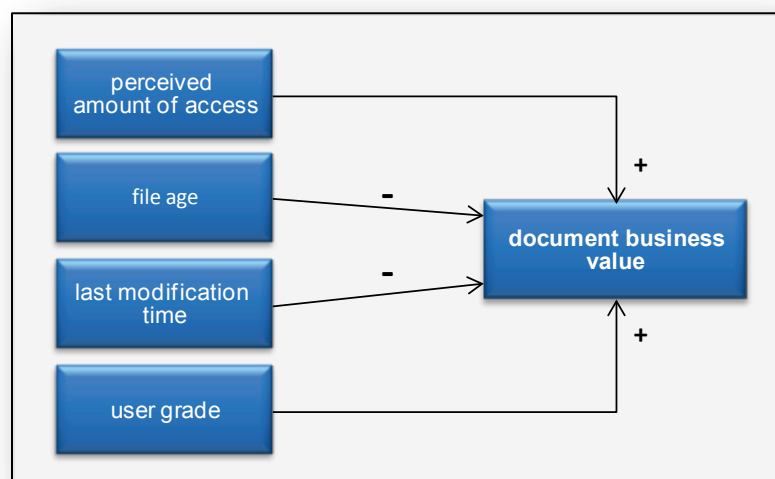 perceived
amount of access
+
file age
-
document business
value
-
last modification
time
+
user grade